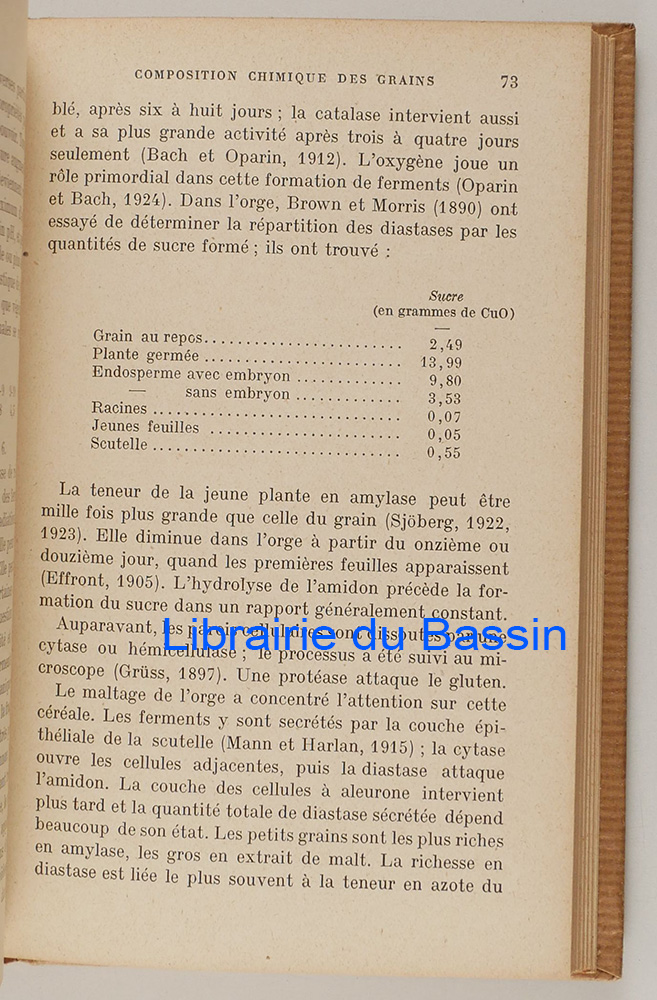 COMPOSITION CHIMIQUE DES GRAINS 73
blé, après six à huit jours ; la catalase intervient aussi
et a sa plus grande activité après trois à quatre jours
seulement (Bach et Oparin, 1912). L'oxygène joue un
rôle primordial dans cette formation de ferments (Oparin
et Bach, 1924). Dans l'orge, Brown et Morris (1890) ont
essayé de déterminer la répartition des diastases par les
quantités de sucre formé ; ils ont trouvé :
Sucre
(en grammes de CuO)
—
Grain au repos....................... 2,49
Plante germée ....................... 13,99
Endosperme avec embryon ............ 9,80
— sans embryon ............ 3,53
Racines ............................. 0,07
Jeunes feuilles ..................... 0,05
Scutelle ............................ 0,55
La teneur de la jeune plante en amylase peut être
mille fois plus grande que celle du grain (Sjöberg, 1922,
1923). Elle diminue dans l'orge à partir du onzième ou
douzième jour, quand les premières feuilles apparaissent
(Effront, 1905). L'hydrolyse de l'amidon précède la for-
mation du sucre dans un rapport généralement constant.
Auparavant, les parois cellulaires sont dissoutes par une
Librairie du Bassin
cytase ou hémicellulase ; le processus a été suivi au mi-
croscope (Grüss, 1897). Une protéase attaque le gluten.
Le maltage de l'orge a concentré l'attention sur cette
céréale. Les ferments y sont secrétés par la couche épi-
théliale de la scutelle (Mann et Harlan, 1915) ; la cytase
ouvre les cellules adjacentes, puis la diastase attaque
l'amidon. La couche des cellules à aleurone intervient
plus tard et la quantité totale de diastase sécrétée dépend
beaucoup de son état. Les petits grains sont les plus riches
en amylase, les gros en extrait de malt. La richesse en
diastase est liée le plus souvent à la teneur en azote du